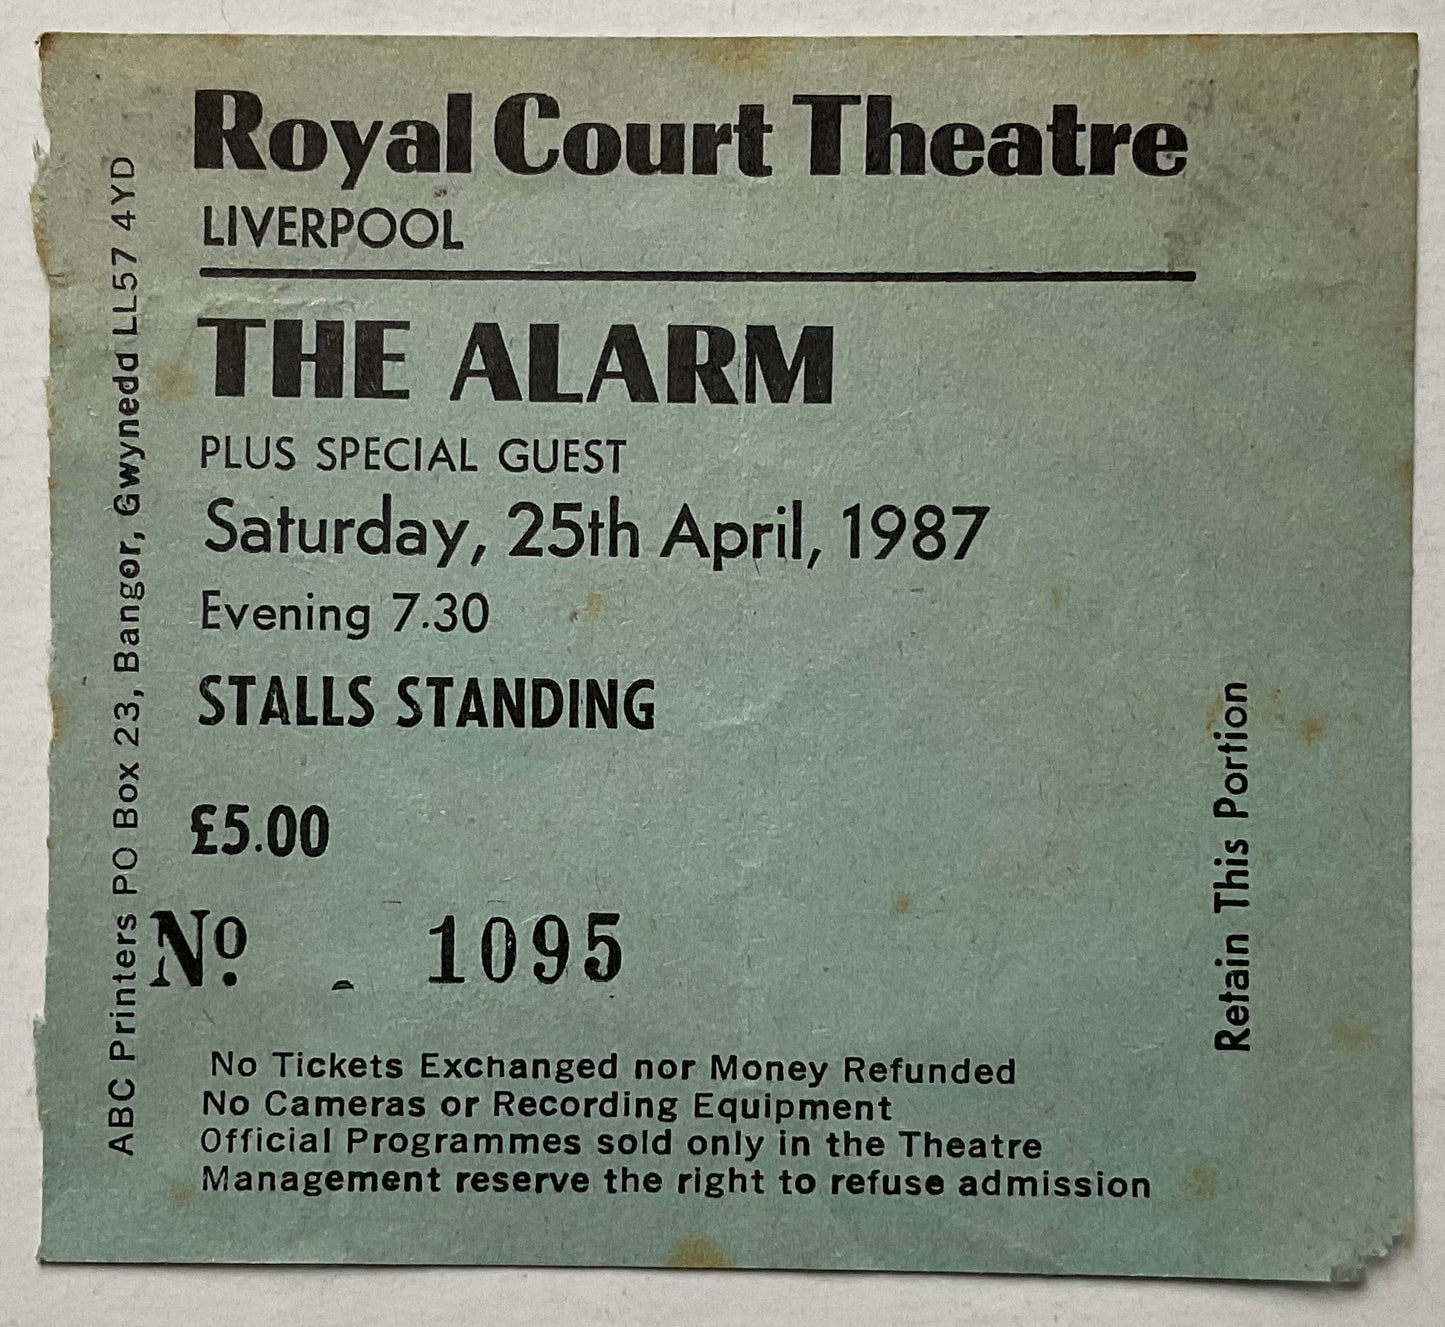 Royal Court Theatre
LIVERPOOL
THE ALARM
PLUS SPECIAL GUEST
Saturday, 25th April, 1987
Evening 7.30
STALLS STANDING
£5.00
Nº. 1095
No Tickets Exchanged nor Money Refunded
No Cameras or Recording Equipment
Official Programmes sold only in the Theatre
Management reserve the right to refuse admission
ABC Printers PO Box 23, Bangor, Gwynedd LL57 4YD
Retain This Portion